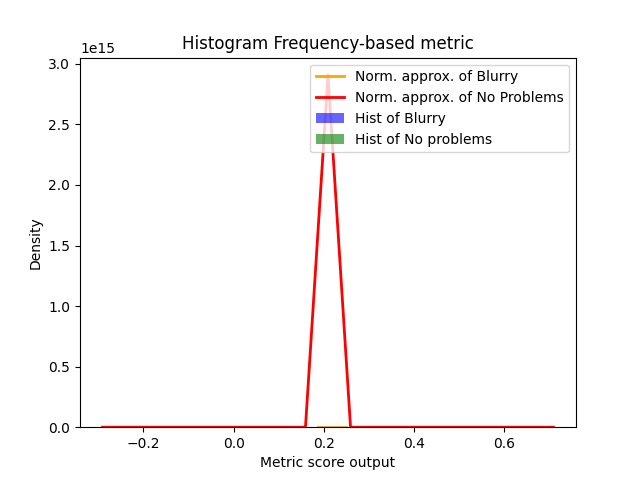 Histogram Frequency-based metric
1e15
Norm. approx. of Blurry
Norm. approx. of No Problems
Hist of Blurry
Hist of No problems
3.0
2.5
2.0
1.5
1.0
0.5
0.0
Density
−0.2
0.0
0.2
0.4
0.6
Metric score output